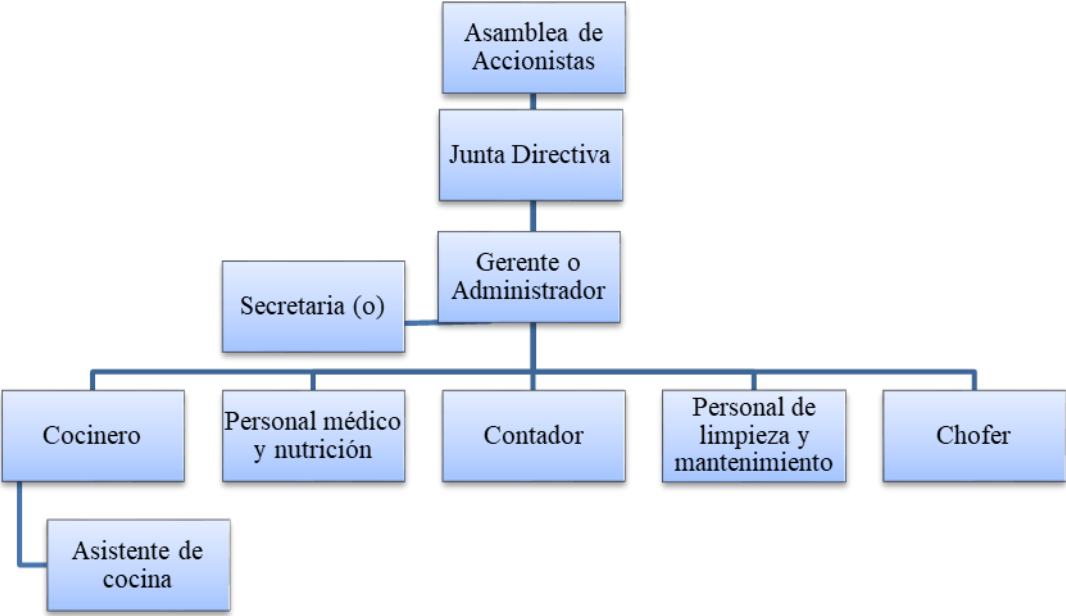 Asamblea de
Accionistas
Junta Directiva
Gerente o
Administrador
Secretaria (o)
Cocinero
Personal médico
y nutrición
Contador
Personal de
limpieza y
mantenimiento
Chofer
Asistente de
cocina